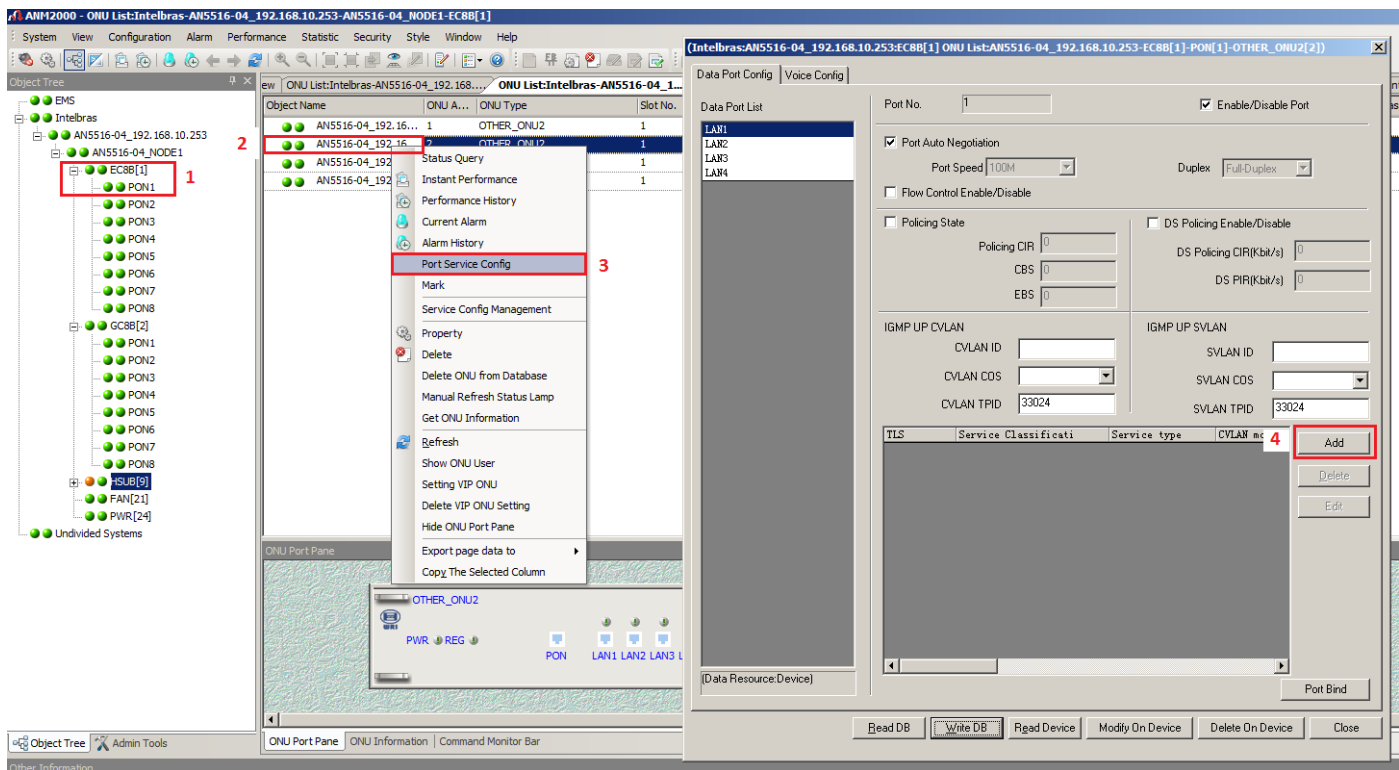 ANM2000 - ONU List:Intelbras-AN5516-04_192.168.10.253-AN5516-04_NODE1-EC8B[1]
System View Configuration Alarm Performance Statistic Security Style Window Help
Object Tree
EMS
Intelbras
AN5516-04_192.168.10.253
AN5516-04_NODE1
EC8B[1]
PON1
1
PON2
PON3
PON4
PON5
PON6
PON7
PON8
GC8B[2]
PON1
PON2
PON3
PON4
PON5
PON6
PON7
PON8
HSUB[9]
FAN[21]
PWR[24]
Undivided Systems
Object Tree Admin Tools
Other Information
ew ONU List:Intelbras-AN5516-04_192.168.... ONU List:Intelbras-AN5516-04_1...
Object Name ONU A... ONU Type Slot No.
AN5516-04_192.16... 1 OTHER_ONU2 1
2 AN5516-04_192.16... 2 OTHER_ONU2 1
AN5516-04_192 1
AN5516-04_192 1
Status Query
Instant Performance
Performance History
Current Alarm
Alarm History
Port Service Config 3
Mark
Service Config Management
Property
Delete
Delete ONU from Database
Manual Refresh Status Lamp
Get ONU Information
Refresh
Show ONU User
Setting VIP ONU
Delete VIP ONU Setting
Hide ONU Port Pane
Export page data to
Copy The Selected Column
ONU Port Pane
OTHER_ONU2
WRI
PWR REG
PON LAN1 LAN2 LAN3 L
ONU Port Pane ONU Information Command Monitor Bar
(Intelbras:AN5516-04_192.168.10.253:EC8B[1] ONU List:AN5516-04_192.168.10.253-EC8B[1]-PON[1]-OTHER_ONU2[2])
Data Port Config Voice Config
Data Port List
LAN1
LAN2
LAN3
LAN4
(Data Resource:Device)
Port No. 1 Enable/Disable Port
Port Auto Negotiation
Port Speed 100M Duplex Full-Duplex
Flow Control Enable/Disable
Policing State DS Policing Enable/Disable
Policing CIR 0 DS Policing CIR(Kbit/s) 0
CBS 0 DS PIR(Kbit/s) 0
EBS 0
IGMP UP CVLAN IGMP UP SVLAN
CVLAN ID SVLAN ID
CVLAN COS SVLAN COS
CVLAN TPID 33024 SVLAN TPID 33024
TLS Service Classificati Service type CVLAN mo 4 Add
Delete
Edit
Port Bind
Read DB Write DB Read Device Modify On Device Delete On Device Close